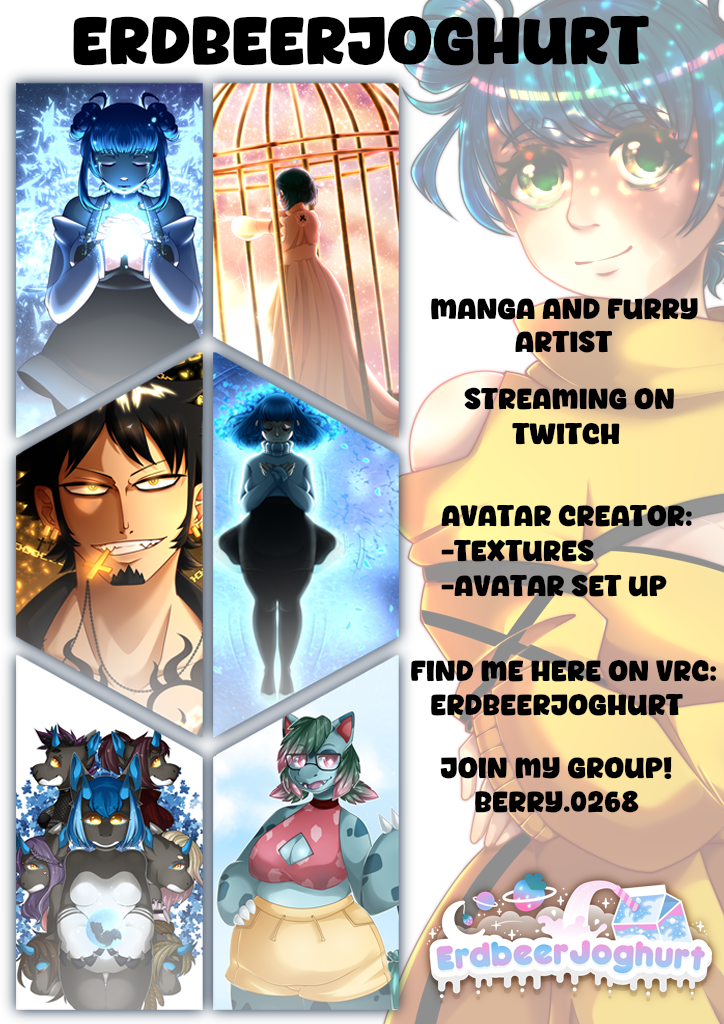 ERDBEERJOGHURT
MANGA AND FURRY
ARTIST
STREAMING ON
TWITCH
AVATAR CREATOR:
-TEXTURES
-AVATAR SET UP
FIND ME HERE ON VRC:
ERDBEERJOGHURT
JOIN MY GROUP!
BERRY.0268
ErdbeerJoghurt